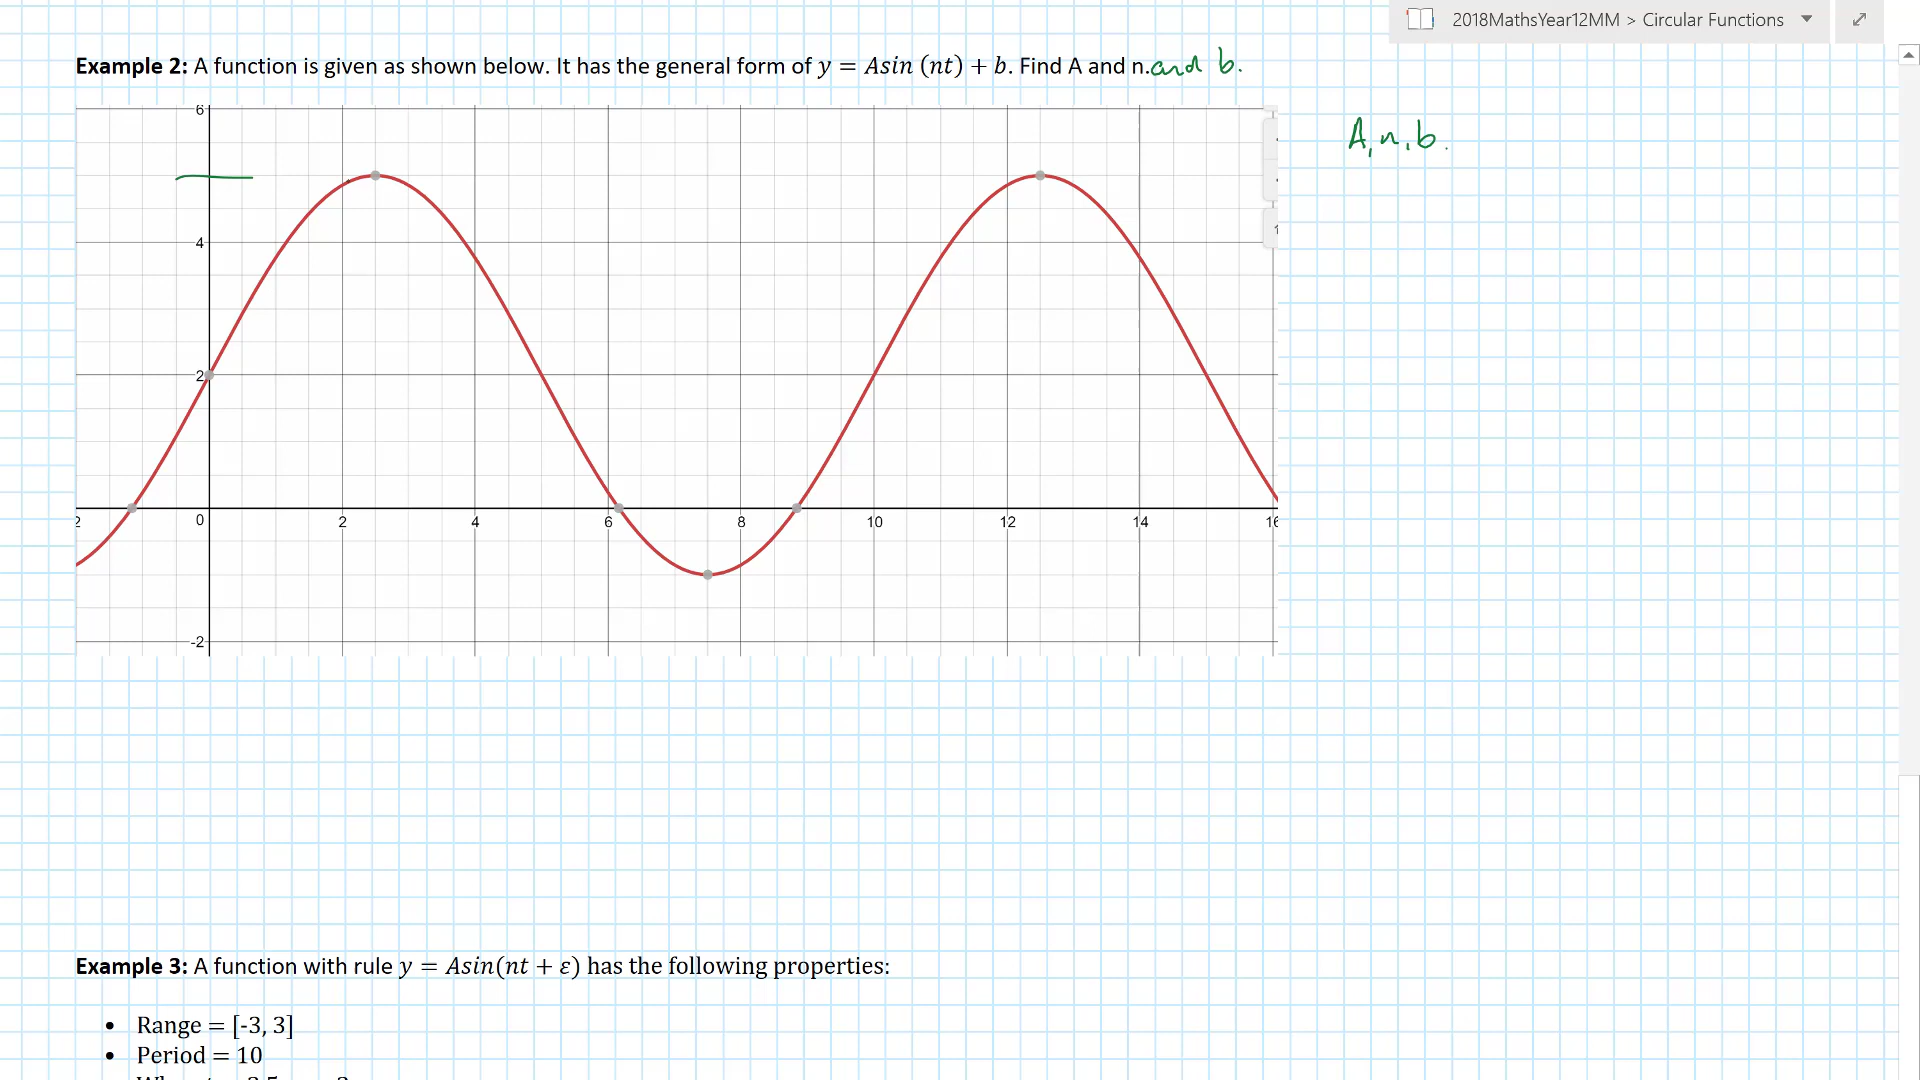 2018MathsYear12MM > Circular Functions
Example 2: A function is given as shown below. It has the general form of y = Asin (nt) + b. Find A and n. and b.
A, n, b.
6
4
2
0
-2
2
2
4
6
8
10
12
14
16
Example 3: A function with rule y = Asin(nt + ε) has the following properties:
• Range = [-3, 3]
• Period = 10